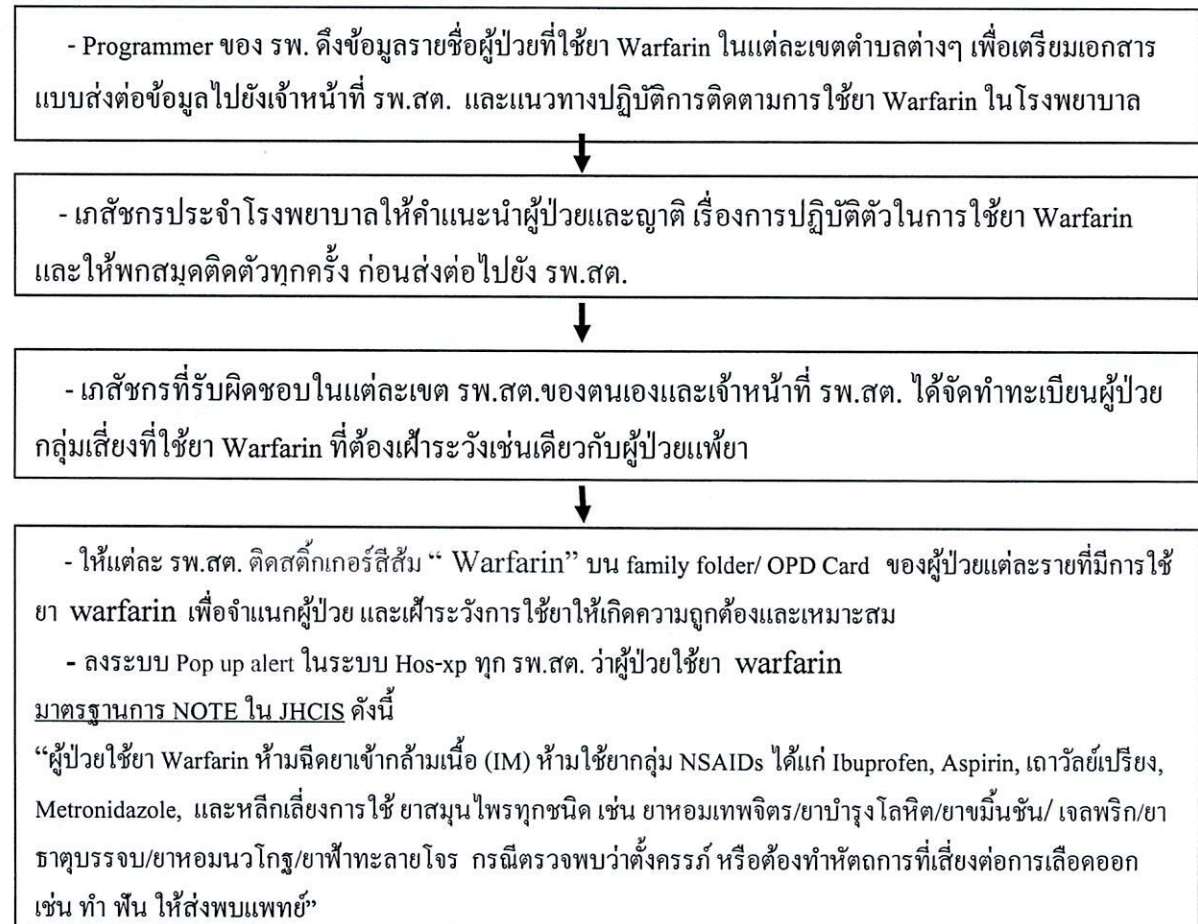 - Programmer ของ รพ. ดึงข้อมูลรายชื่อผู้ป่วยที่ใช้ยา Warfarin ในแต่ละเขตตำบลต่างๆ เพื่อเตรียมเอกสาร
แบบส่งต่อข้อมูลไปยังเจ้าหน้าที่ รพ.สต. และแนวทางปฏิบัติการติดตามการใช้ยา Warfarin ในโรงพยาบาล
- เภสัชกรประจำโรงพยาบาลให้คำแนะนำผู้ป่วยและญาติ เรื่องการปฏิบัติตัวในการใช้ยา Warfarin
และให้พกสมุดติดตัวทุกครั้ง ก่อนส่งต่อไปยัง รพ.สต.
- เภสัชกรที่รับผิดชอบในแต่ละเขต รพ.สต.ของตนเองและเจ้าหน้าที่ รพ.สต. ได้จัดทำทะเบียนผู้ป่วย
กลุ่มเสี่ยงที่ใช้ยา Warfarin ที่ต้องเฝ้าระวังเช่นเดียวกับผู้ป่วยแพ้ยา
- ให้แต่ละ รพ.สต. ติดสติ๊กเกอร์สีส้ม “ Warfarin” บน family folder/ OPD Card ของผู้ป่วยแต่ละรายที่มีการใช้
ยา warfarin เพื่อจำแนกผู้ป่วย และเฝ้าระวังการใช้ยาให้เกิดความถูกต้องและเหมาะสม
- ลงระบบ Pop up alert ในระบบ Hos-xp ทุก รพ.สต. ว่าผู้ป่วยใช้ยา warfarin
มาตรฐานการ NOTE ใน JHCIS ดังนี้
“ผู้ป่วยใช้ยา Warfarin ห้ามฉีดยาเข้ากล้ามเนื้อ (IM) ห้ามใช้ยากลุ่ม NSAIDs ได้แก่ Ibuprofen, Aspirin, เถาวัลย์เปรียง,
Metronidazole, และหลีกเลี่ยงการใช้ ยาสมุนไพรทุกชนิด เช่น ยาหอมเทพจิตร/ยาบำรุงโลหิต/ยาขมิ้นชัน/ เจลพริก/ยา
ธาตุบรรจบ/ยาหอมนวโกฐ/ยาฟ้าทะลายโจร กรณีตรวจพบว่าตั้งครรภ์ หรือต้องทำหัตถการที่เสี่ยงต่อการเลือดออก
เช่น ทำ ฟัน ให้ส่งพบแพทย์”